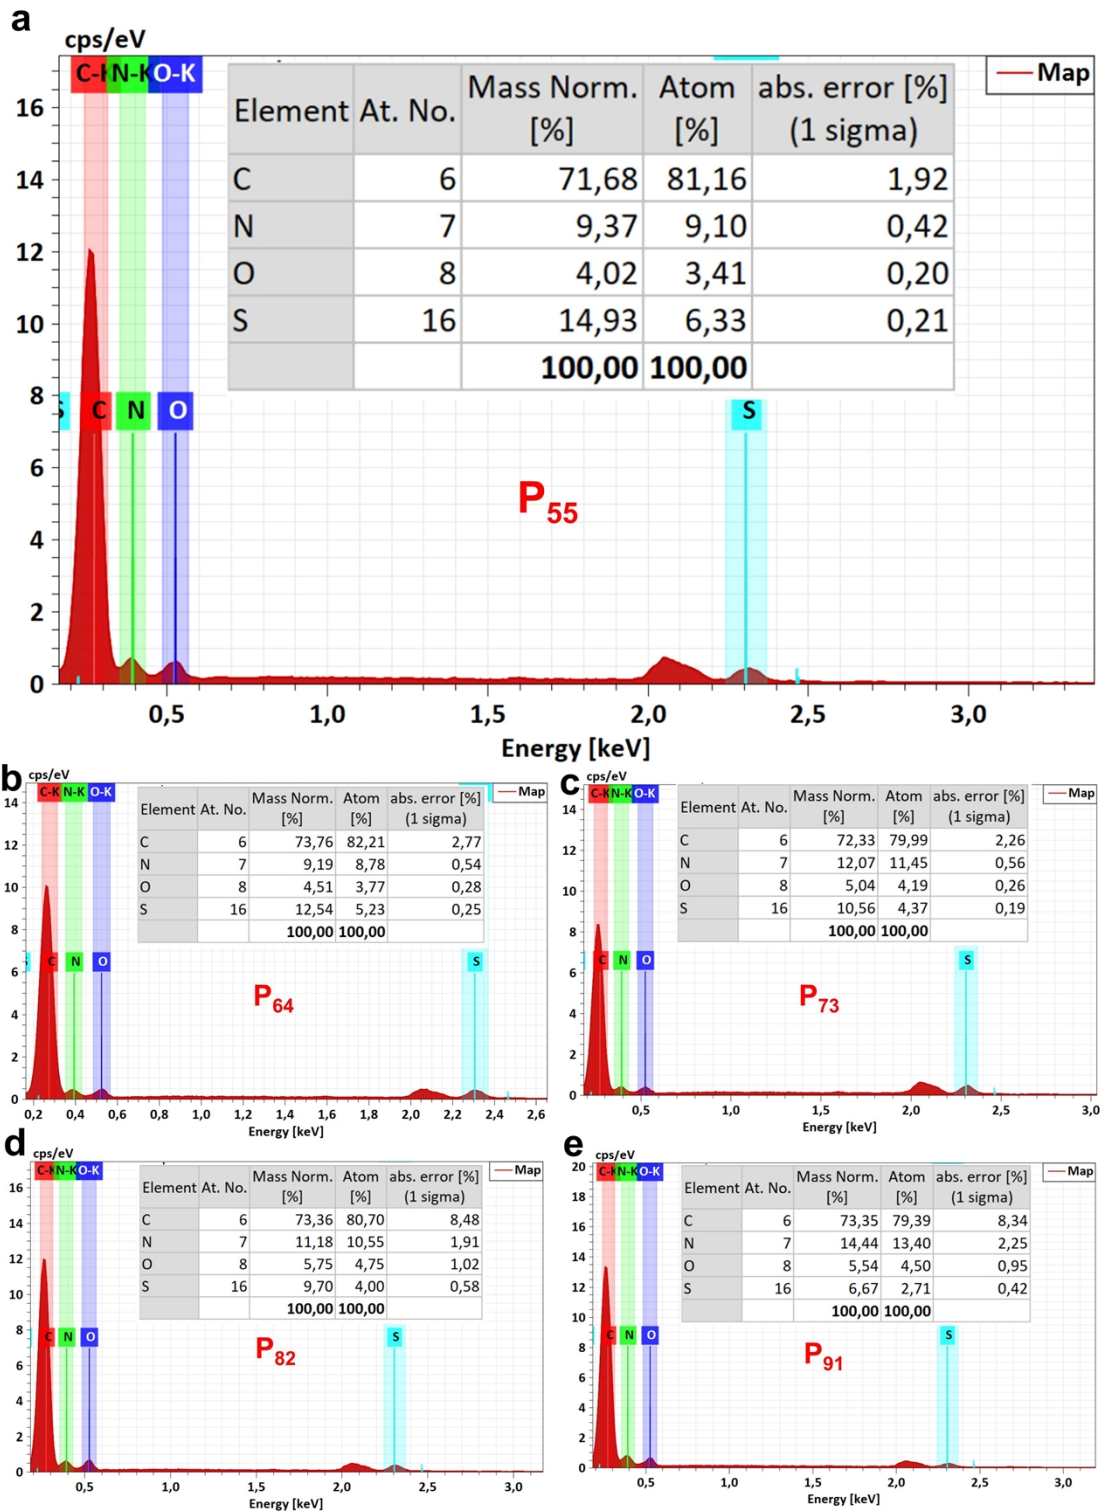 a
cps/eV
C-K N-K O-K
Map
Element At. No. Mass Norm. [%] Atom [%] abs. error [%] (1 sigma)
C 6 71,68 81,16 1,92
N 7 9,37 9,10 0,42
O 8 4,02 3,41 0,20
S 16 14,93 6,33 0,21
100,00 100,00
16
14
12
10
8
6
4
2
0
S C N O S
P55
0,5 1,0 1,5 2,0 2,5 3,0
Energy [keV]
b
cps/eV
C-K N-K O-K
Map
Element At. No. Mass Norm. [%] Atom [%] abs. error [%] (1 sigma)
C 6 73,76 82,21 2,77
N 7 9,19 8,78 0,54
O 8 4,51 3,77 0,28
S 16 12,54 5,23 0,25
100,00 100,00
14
12
10
8
6
4
2
0
S C N O S
P64
0,2 0,4 0,6 0,8 1,0 1,2 1,4 1,6 1,8 2,0 2,2 2,4 2,6
Energy [keV]
c
cps/eV
C-K N-K O-K
Map
Element At. No. Mass Norm. [%] Atom [%] abs. error [%] (1 sigma)
C 6 72,33 79,99 2,26
N 7 12,07 11,45 0,56
O 8 5,04 4,19 0,26
S 16 10,56 4,37 0,19
100,00 100,00
14
12
10
8
6
4
2
0
C N O S
P73
0,5 1,0 1,5 2,0 2,5 3,0
Energy [keV]
d
cps/eV
C-K N-K O-K
Map
Element At. No. Mass Norm. [%] Atom [%] abs. error [%] (1 sigma)
C 6 73,36 80,70 8,48
N 7 11,18 10,55 1,91
O 8 5,75 4,75 1,02
S 16 9,70 4,00 0,58
100,00 100,00
16
14
12
10
8
6
4
2
0
C N O S
P82
0,5 1,0 1,5 2,0 2,5 3,0
Energy [keV]
e
cps/eV
C-K N-K O-K
Map
Element At. No. Mass Norm. [%] Atom [%] abs. error [%] (1 sigma)
C 6 73,35 79,39 8,34
N 7 14,44 13,40 2,25
O 8 5,54 4,50 0,95
S 16 6,67 2,71 0,42
100,00 100,00
20
18
16
14
12
10
8
6
4
2
0
C N O S
P91
0,5 1,0 1,5 2,0 2,5 3,0
Energy [keV]